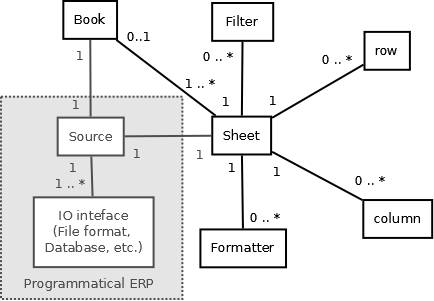 Book
Filter
0..1
row
1
0 .. *
0 .. *
1 .. *
1
1
1
Source
Sheet
1
1
1
1
1
1 .. *
0 .. *
IO inteface
(File format,
Database, etc.)
0 .. *
column
Formatter
Programmatical ERP